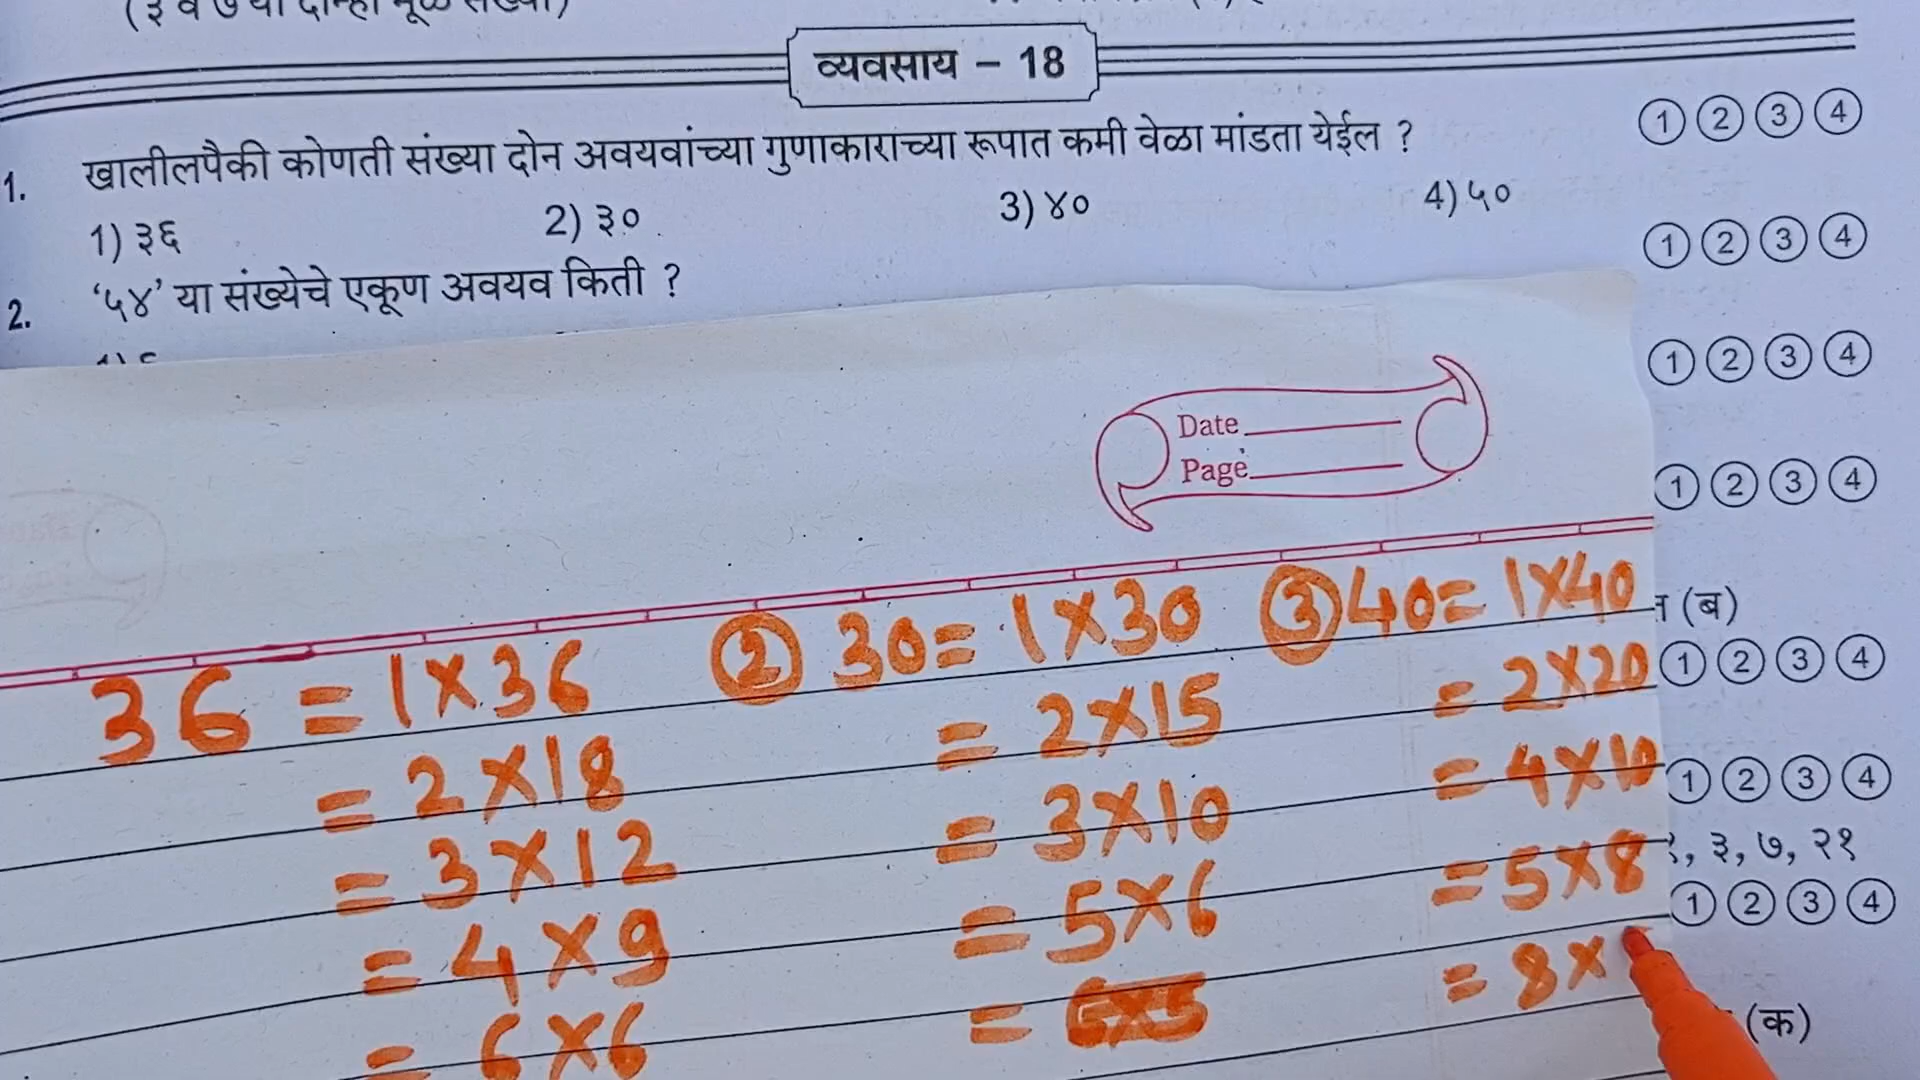 (३ व ७ या दोन्ही मूळ संख्या)
व्यवसाय – 18
1. खालीलपैकी कोणती संख्या दोन अवयवांच्या गुणाकाराच्या रूपात कमी वेळा मांडता येईल ?
1 2 3 4
1) ३६ 2) ३० 3) ४० 4) ५०
1 2 3 4
2. ‘५४’ या संख्येचे एकूण अवयव किती ?
1 2 3 4
Date
Page
1 2 3 4
36 = 1×36 ② 30= 1×30 ③ 40= 1×40
(ब)
= 2×18 = 2×15 = 2×20
1 2 3 4
= 3×12 = 3×10 = 4×10
1 2 3 4
= 4×9 = 5×6 = 5×8
, ३, ७, २१
1 2 3 4
= 6×6 = 6×5 = 8×
(क)